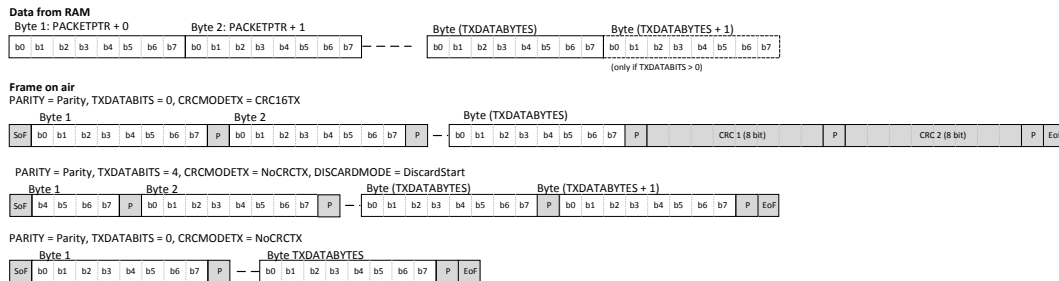 Data from RAM
Byte 1: PACKETPTR + 0 Byte 2: PACKETPTR + 1 Byte (TXDATABYTES) Byte (TXDATABYTES + 1)
b0 b1 b2 b3 b4 b5 b6 b7 b0 b1 b2 b3 b4 b5 b6 b7 b0 b1 b2 b3 b4 b5 b6 b7 b0 b1 b2 b3 b4 b5 b6 b7
(only if TXDATABITS > 0)
Frame on air
PARITY = Parity, TXDATABITS = 0, CRCMODETX = CRC16TX
Byte 1 Byte 2 Byte (TXDATABYTES)
SoF b0 b1 b2 b3 b4 b5 b6 b7 P b0 b1 b2 b3 b4 b5 b6 b7 P b0 b1 b2 b3 b4 b5 b6 b7 P CRC 1 (8 bit) P CRC 2 (8 bit) P EoF
PARITY = Parity, TXDATABITS = 4, CRCMODETX = NoCRCTX, DISCARDMODE = DiscardStart
Byte 1 Byte 2 Byte (TXDATABYTES) Byte (TXDATABYTES + 1)
SoF b4 b5 b6 b7 P b0 b1 b2 b3 b4 b5 b6 b7 P b0 b1 b2 b3 b4 b5 b6 b7 P b0 b1 b2 b3 b4 b5 b6 b7 P EoF
PARITY = Parity, TXDATABITS = 0, CRCMODETX = NoCRCTX
Byte 1 Byte TXDATABYTES
SoF b0 b1 b2 b3 b4 b5 b6 b7 P b0 b1 b2 b3 b4 b5 b6 b7 P EoF